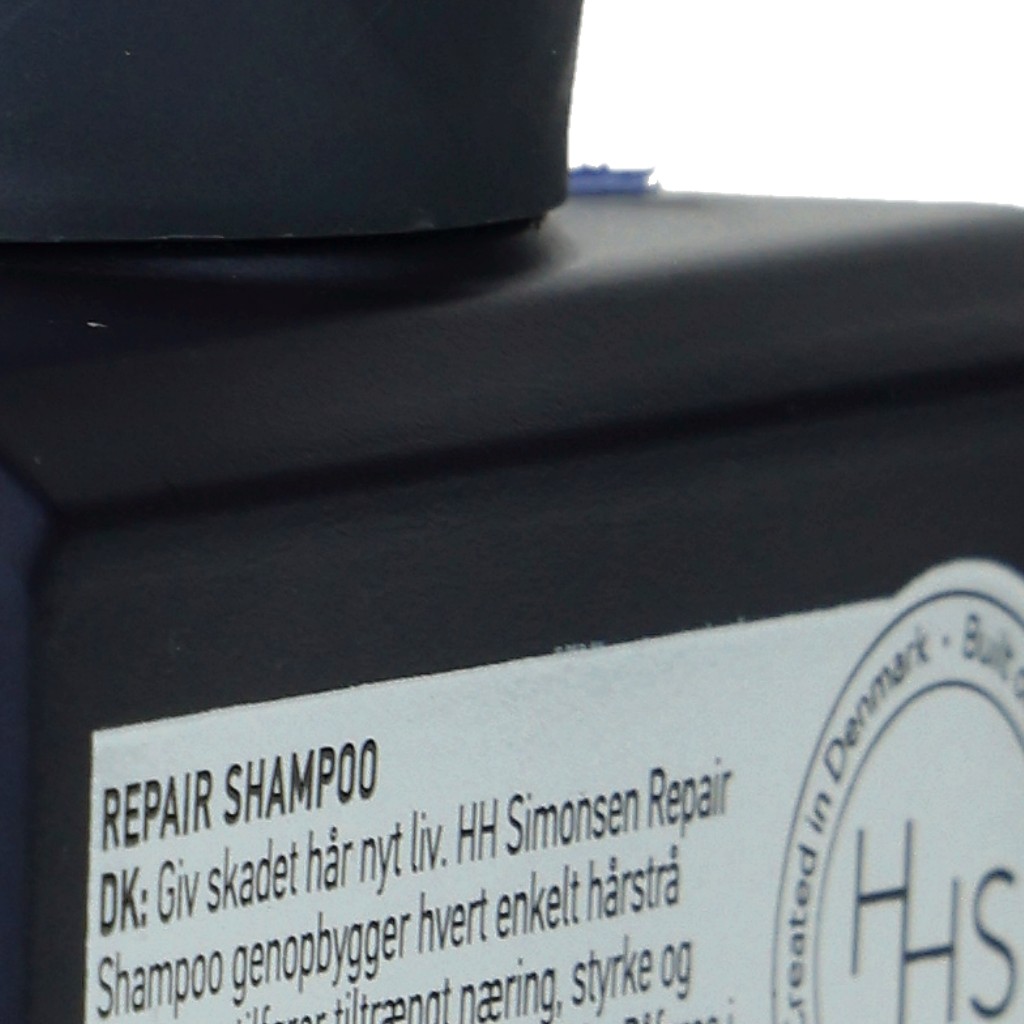 REPAIR SHAMPOO
DK: Giv skadet hår nyt liv. HH Simonsen Repair
Shampoo genopbygger hvert enkelt hårstrå
tiltrængt næring, styrke og
Created in Denmark · Built
HHS